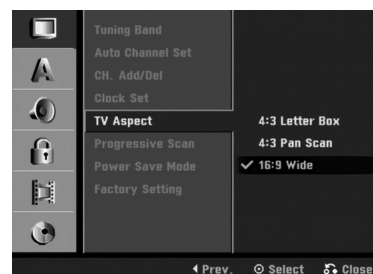 Tuning Band
Auto Channel Set
CH. Add/Del
Clock Set
TV Aspect
Progressive Scan
Power Save Mode
Factory Setting
4:3 Letter Box
4:3 Pan Scan
✓ 16:9 Wide
A
Prev.
Select
Close